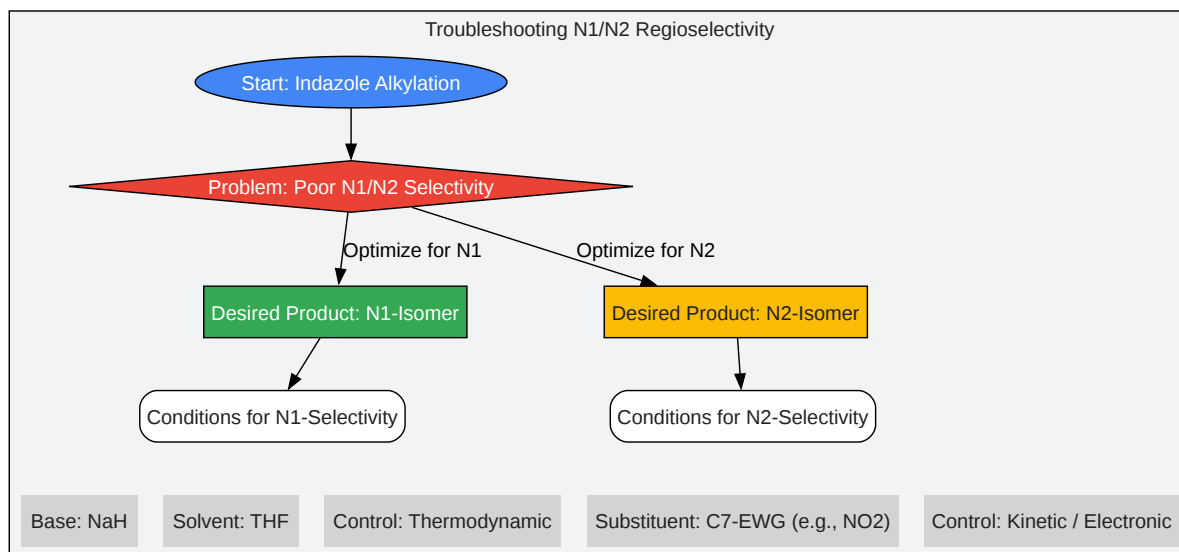 Troubleshooting N1/N2 Regioselectivity
Start: Indazole Alkylation
Problem: Poor N1/N2 Selectivity
Optimize for N1
Optimize for N2
Desired Product: N1-Isomer
Desired Product: N2-Isomer
Conditions for N1-Selectivity
Conditions for N2-Selectivity
Base: NaH
Solvent: THF
Control: Thermodynamic
Substituent: C7-EWG (e.g., NO2)
Control: Kinetic / Electronic